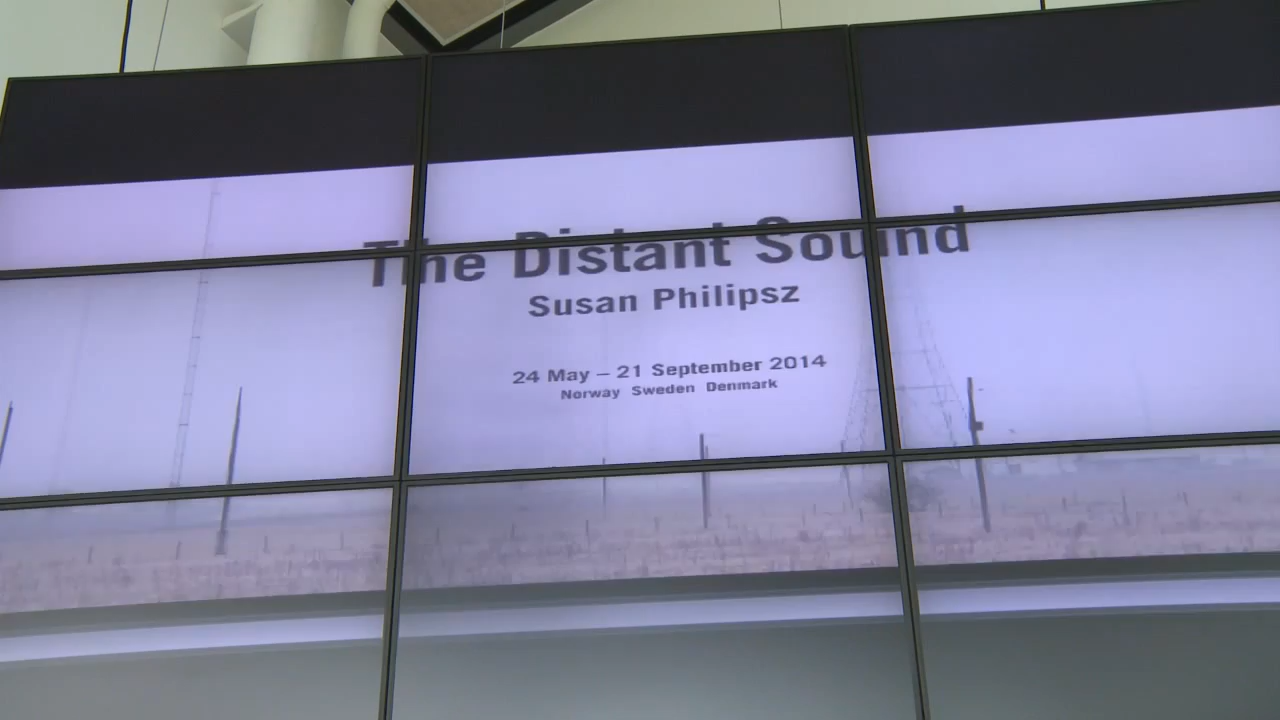 The Distant Sound
Susan Philipsz
24 May – 21 September 2014
Norway Sweden Denmark